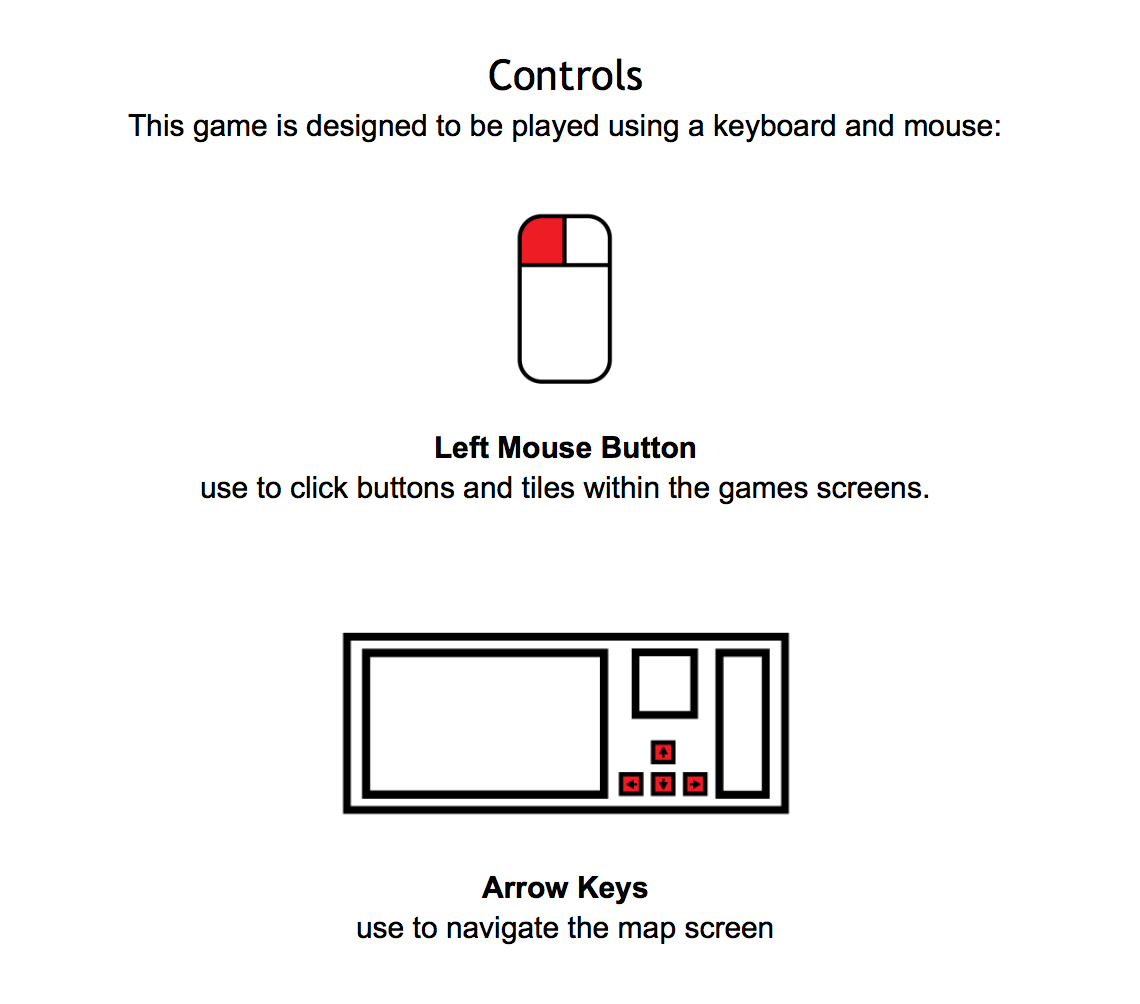 Controls
This game is designed to be played using a keyboard and mouse:
Left Mouse Button
use to click buttons and tiles within the games screens.
Arrow Keys
use to navigate the map screen